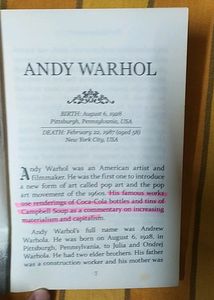 ANDY WARHOL
BIRTH: August 6, 1928
Pittsburgh, Pennsylvania, USA
DEATH: February 22, 1987 (aged 58)
New York City, USA
Andy Warhol was an American artist and
filmmaker. He was the first one to introduce
a new form of art called pop art and the pop
art movement of the 1960s. His famous works
use renderings of Coca-Cola bottles and tins of
Campbell Soup as a commentary on increasing
materialism and capitalism.
Andy Warhol's full name was Andrew
Warhola. He was born on August 6, 1928, in
Pittsburgh, Pennsylvania, to Julia and Ondrej
Warhola. He had two elder brothers. His father
was a construction worker and his mother was
7